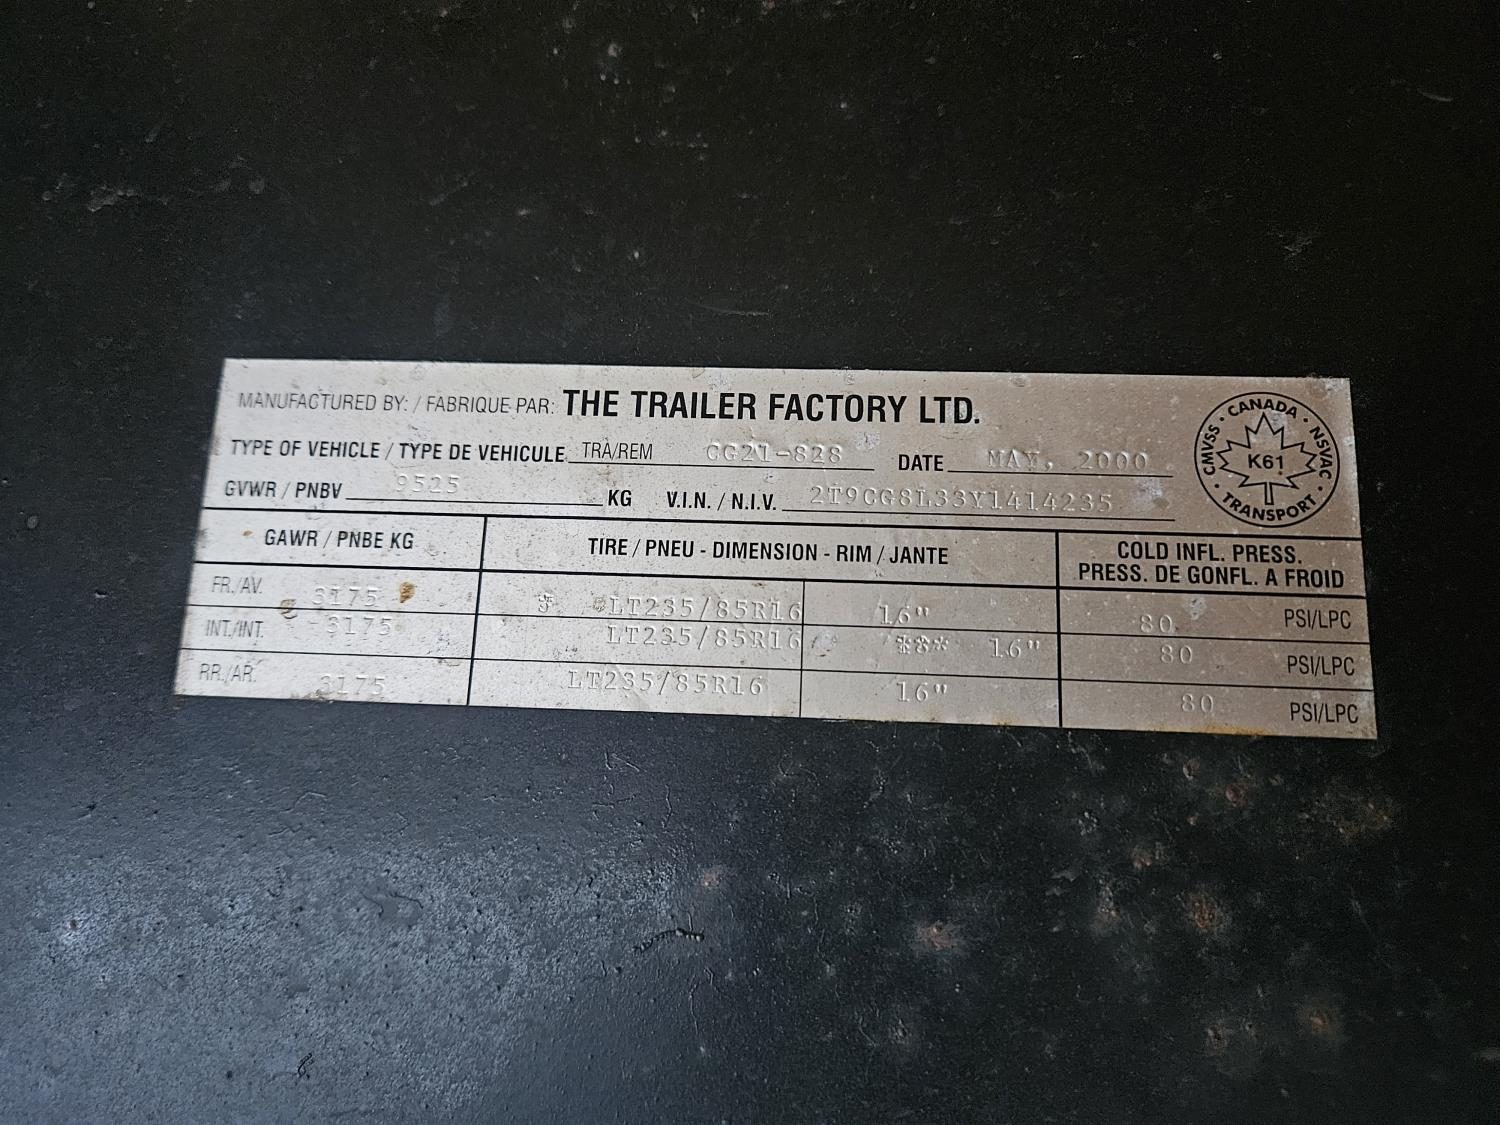 MANUFACTURED BY: / FABRIQUE PAR: THE TRAILER FACTORY LTD.
TYPE OF VEHICLE / TYPE DE VEHICULE TRA/REM CG21-828 DATE MAY, 2000
GVWR / PNBV 9525 KG V.I.N. / N.I.V. 2T9CG8L33Y1414235
CANADA · NSVAC · TRANSPORT · CMVSS
K61
GAWR / PNBE KG TIRE / PNEU - DIMENSION - RIM / JANTE COLD INFL. PRESS.
PRESS. DE GONFL. A FROID
FR./AV. 3175 LT235/85R16 16" 80 PSI/LPC
INT./INT. 3175 LT235/85R16 16" 80 PSI/LPC
RR./AR. 3175 LT235/85R16 16" 80 PSI/LPC